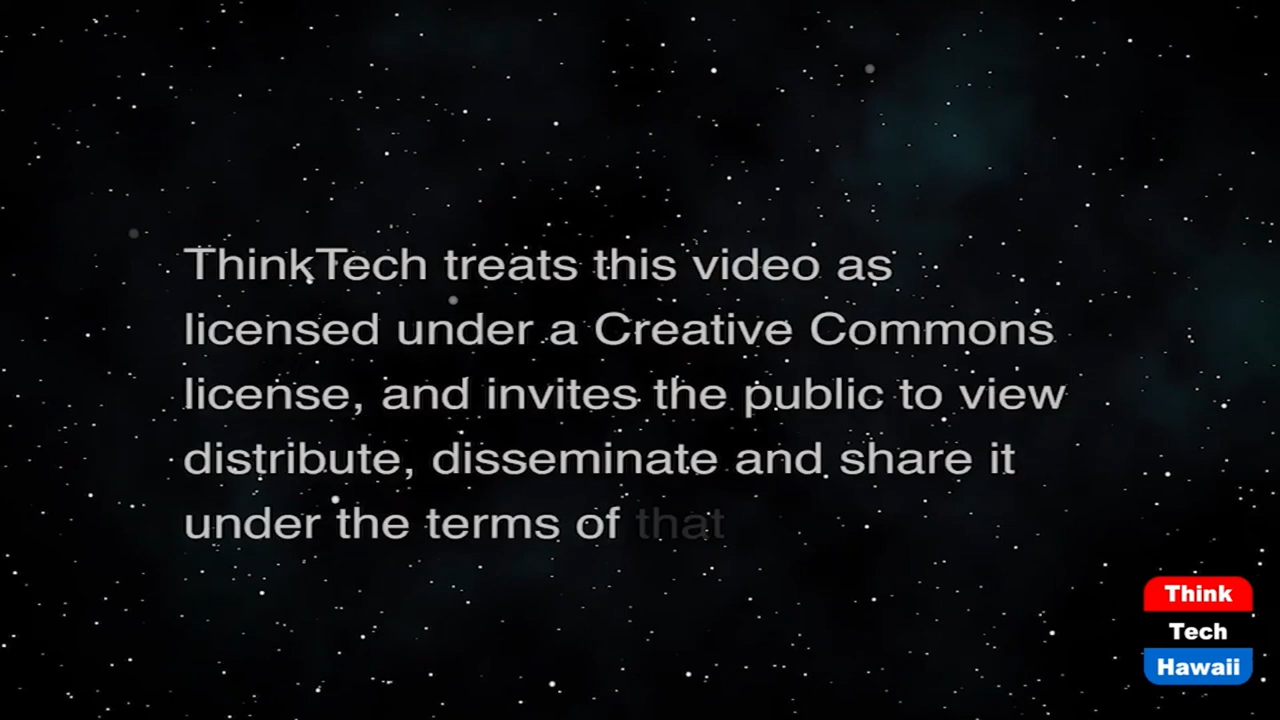 ThinkTech treats this video as
licensed under a Creative Commons
license, and invites the public to view
distribute, disseminate and share it
under the terms of that
Think
Tech
Hawaii